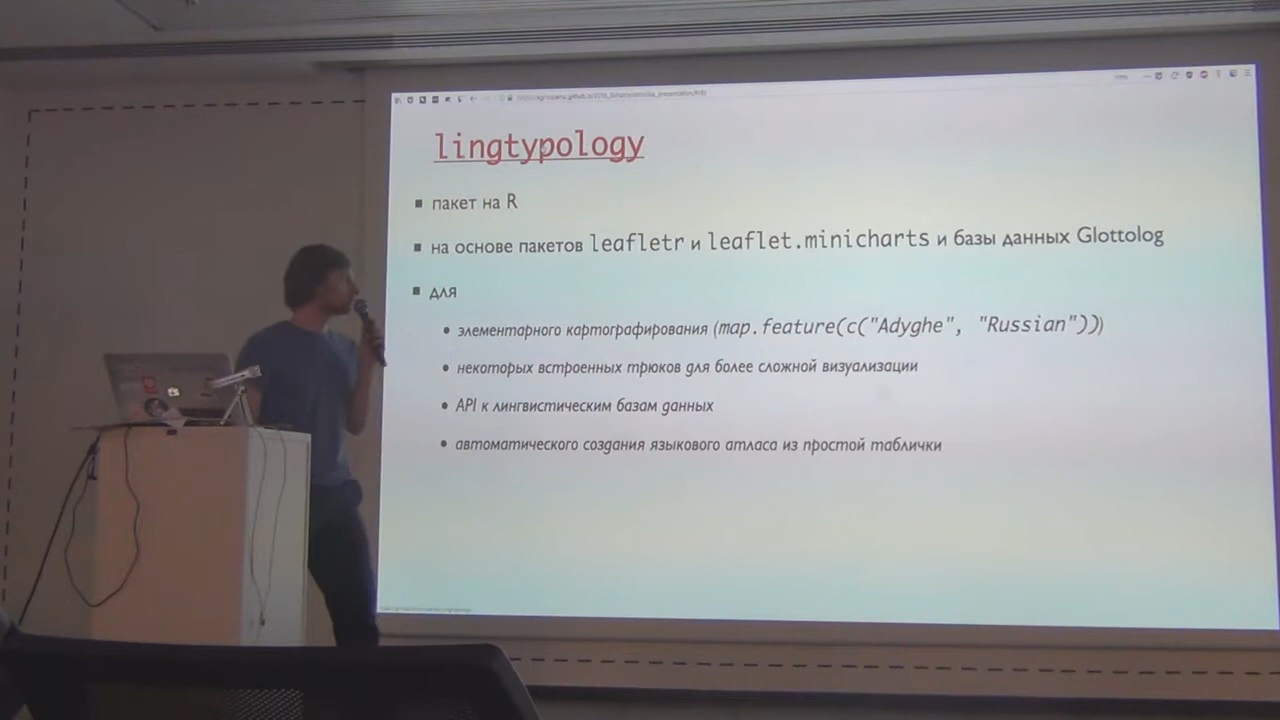 lingtypology
пакет на R
на основе пакетов leafletr и leaflet.minicharts и базы данных Glottolog
для
элементарного картографирования (map.feature(c("Adyghe", "Russian")))
некоторых встроенных трюков для более сложной визуализации
API к лингвистическим базам данных
автоматического создания языкового атласа из простой таблички